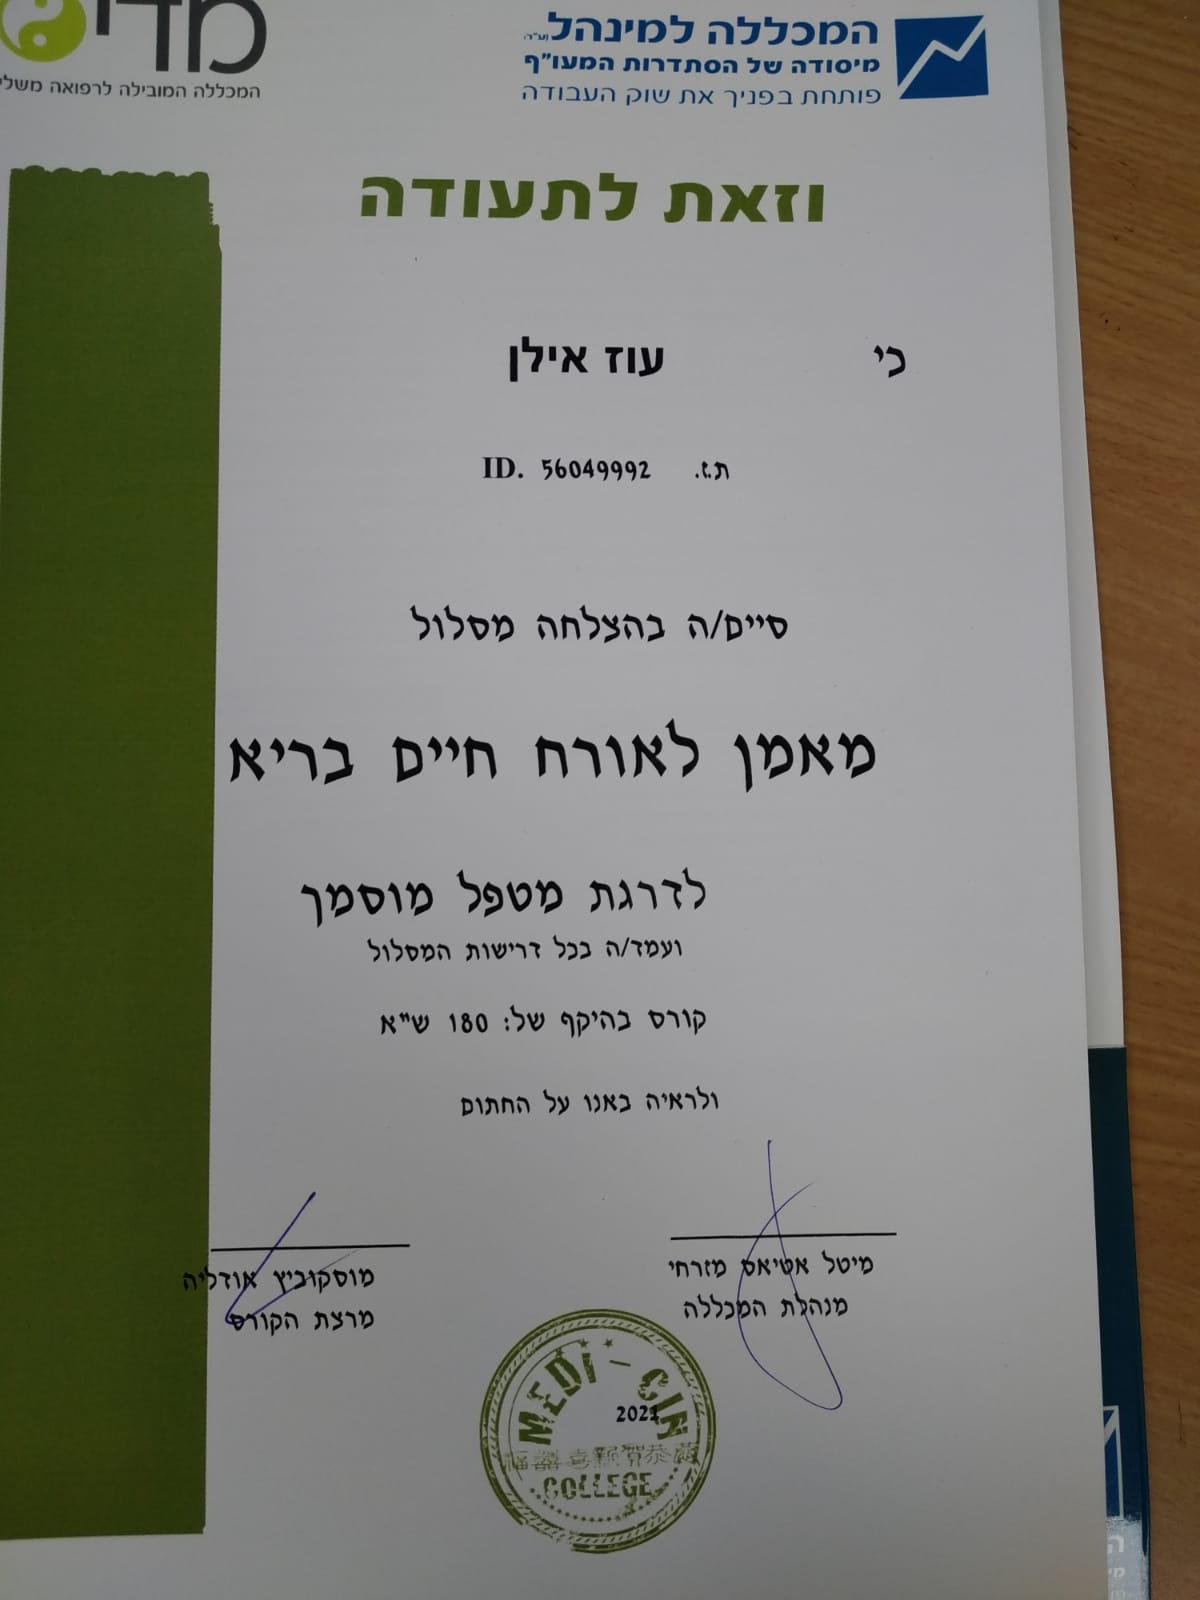 המכללה למינהל (ע"ר)
מיסודה של הסתדרות המעו"ף
פותחת בפניך את שוק העבודה
המכללה המובילה לרפואה
וזאת לתעודה
כי עוז אילן
ת.ז. 56049992 ID.
סיים/ה בהצלחה מסלול
מאמן לאורח חיים בריא
לדרגת מטפל מוסמך
ועמד/ה בכל דרישות המסלול
קורס בהיקף של: 180 ש"א
ולראיה באנו על החתום
מיטל אטיאס מזרחי
מנהלת המכללה
מוסקוביץ אודליה
מרצת הקורס
MEDI - CIN
2021
COLLEGE